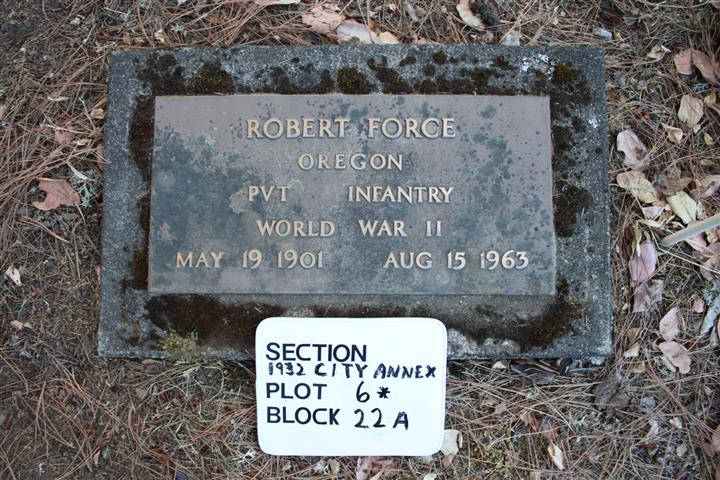 ROBERT FORCE
OREGON
PVT INFANTRY
WORLD WAR II
MAY 19 1901 AUG 15 1963
SECTION
1932 CITY ANNEX
PLOT 6*
BLOCK 22A